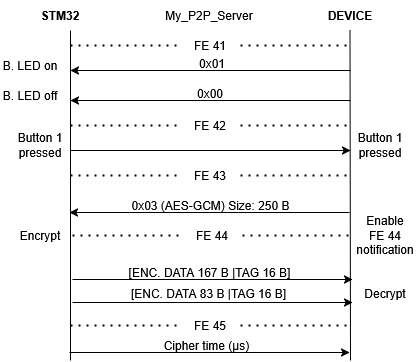 STM32 My_P2P_Server DEVICE
FE 41
B. LED on 0x01
B. LED off 0x00
FE 42
Button 1 pressed
Button 1 pressed
FE 43
0x03 (AES-GCM) Size: 250 B
Encrypt FE 44
Enable
FE 44
notification
[ENC. DATA 167 B |TAG 16 B]
[ENC. DATA 83 B |TAG 16 B] Decrypt
FE 45
Cipher time (µs)